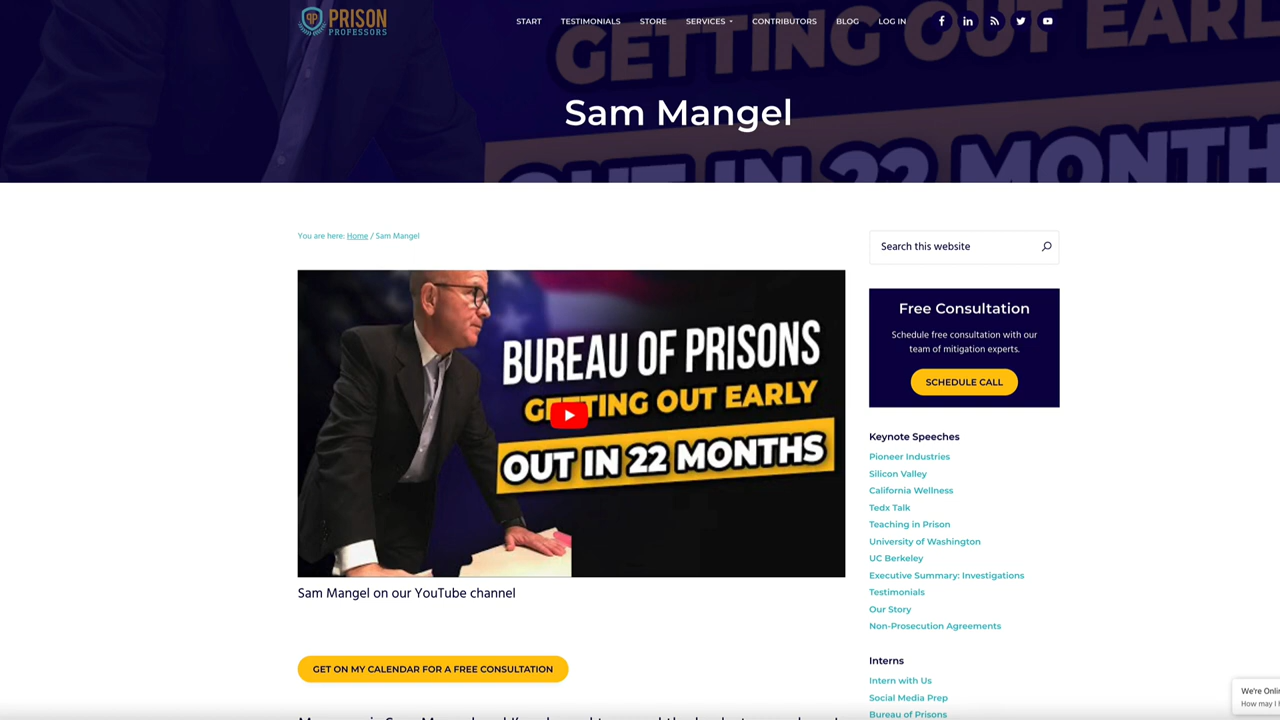 PRISON
PROFESSORS
START TESTIMONIALS STORE SERVICES CONTRIBUTORS BLOG LOG IN
GETTING OUT EARL
Sam Mangel
OUT IN 22 MONTH
You are here: Home / Sam Mangel
Search this website
BUREAU OF PRISONS
GETTING OUT EARLY
OUT IN 22 MONTHS
Sam Mangel on our YouTube channel
GET ON MY CALENDAR FOR A FREE CONSULTATION
Free Consultation
Schedule free consultation with our
team of mitigation experts.
SCHEDULE CALL
Keynote Speeches
Pioneer Industries
Silicon Valley
California Wellness
Tedx Talk
Teaching in Prison
University of Washington
UC Berkeley
Executive Summary: Investigations
Testimonials
Our Story
Non-Prosecution Agreements
Interns
Intern with Us
Social Media Prep
Bureau of Prisons
We're Onli
How may I